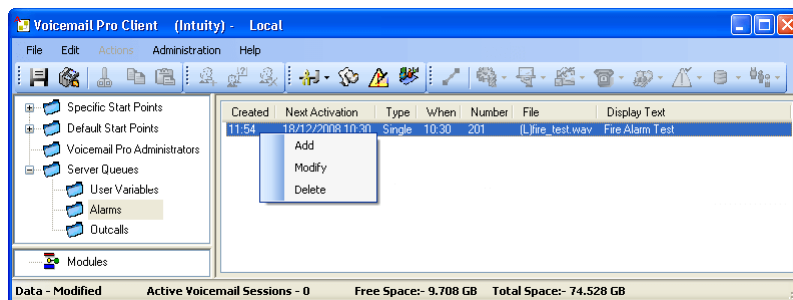 Voicemail Pro Client (Intuity) - Local
File Edit Actions Administration Help
Specific Start Points
Default Start Points
Voicemail Pro Administrators
Server Queues
User Variables
Alarms
Outcalls
Modules
Created Next Activation Type When Number File Display Text
11:54 18/12/2008 10:30 Single 10:30 201 (L)fire_test.wav Fire Alarm Test
Add
Modify
Delete
Data - Modified Active Voicemail Sessions - 0 Free Space:- 9.708 GB Total Space:- 74.528 GB